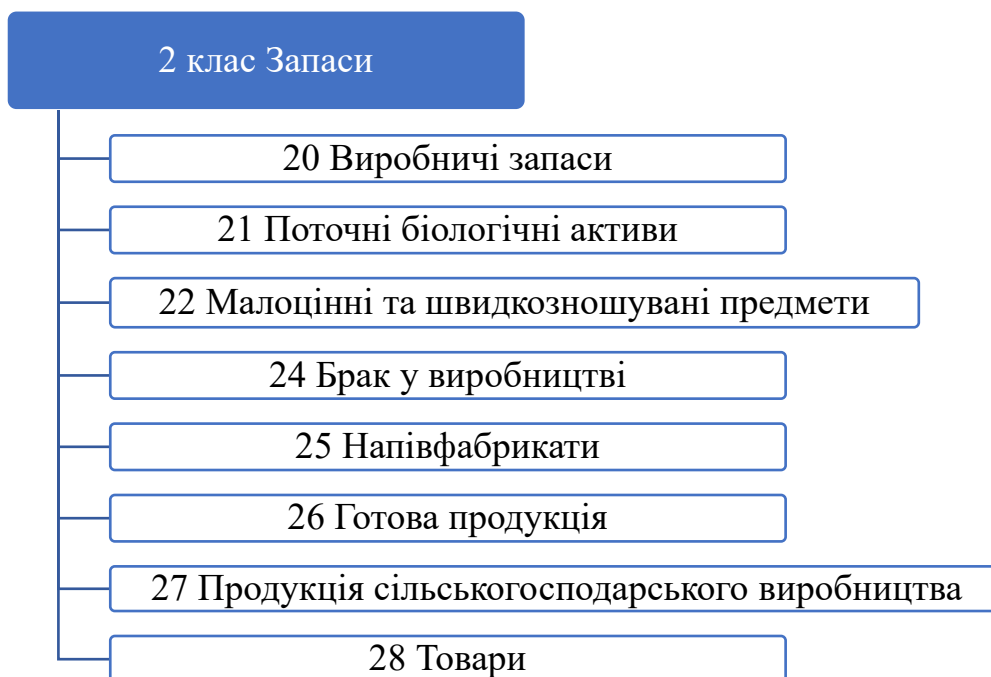 2 клас Запаси
20 Виробничі запаси
21 Поточні біологічні активи
22 Малоцінні та швидкозношувані предмети
24 Брак у виробництві
25 Напівфабрикати
26 Готова продукція
27 Продукція сільськогосподарського виробництва
28 Товари